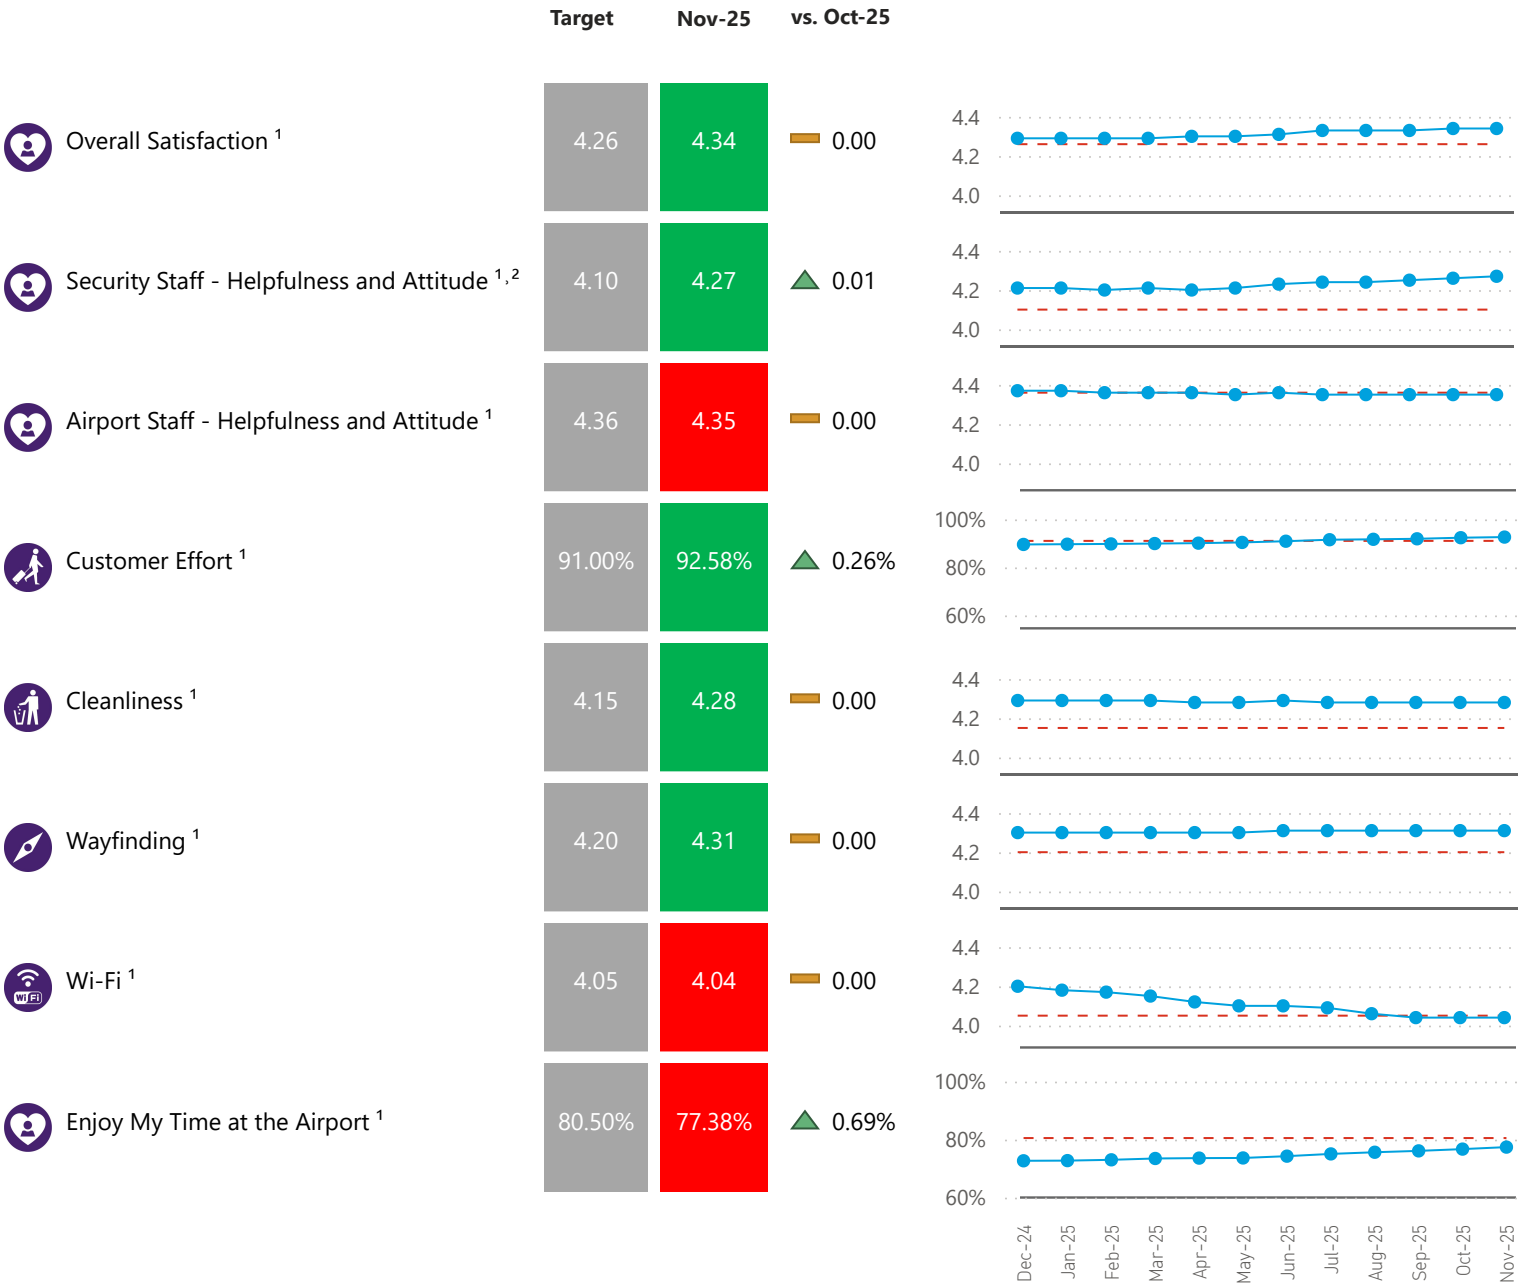 Target Nov-25 vs. Oct-25
Overall Satisfaction ¹ 4.26 4.34 0.00
4.4
4.2
4.0
Security Staff - Helpfulness and Attitude ¹,² 4.10 4.27 0.01
4.4
4.2
4.0
Airport Staff - Helpfulness and Attitude ¹ 4.36 4.35 0.00
4.4
4.2
4.0
Customer Effort ¹ 91.00% 92.58% 0.26%
100%
80%
60%
Cleanliness ¹ 4.15 4.28 0.00
4.4
4.2
4.0
Wayfinding ¹ 4.20 4.31 0.00
4.4
4.2
4.0
Wi-Fi ¹ 4.05 4.04 0.00
WiFi
4.4
4.2
4.0
Enjoy My Time at the Airport ¹ 80.50% 77.38% 0.69%
100%
80%
60%
Dec-24 Jan-25 Feb-25 Mar-25 Apr-25 May-25 Jun-25 Jul-25 Aug-25 Sep-25 Oct-25 Nov-25